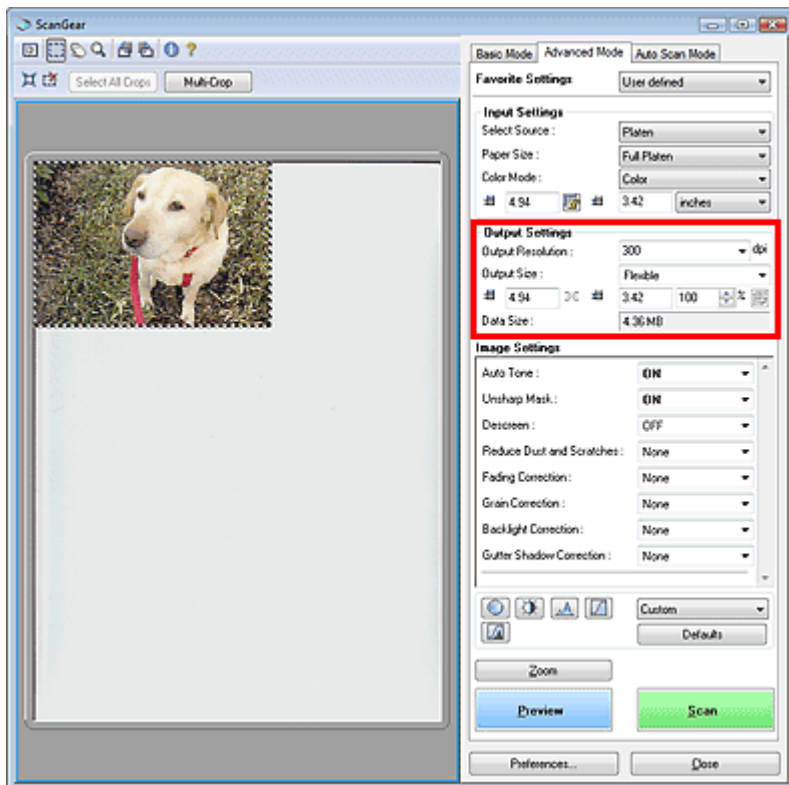 ScanGear
Basic Mode Advanced Mode Auto Scan Mode
Select All Crops Multi-Crop
Favorite Settings User defined
Input Settings
Select Source : Platen
Paper Size : Full Platen
Color Mode : Color
4.94 3.42 inches
Output Settings
Output Resolution : 300 dpi
Output Size : Flexible
4.94 3.42 100 %
Data Size : 4.36 MB
Image Settings
Auto Tone : ON
Unsharp Mask : ON
Descreen : OFF
Reduce Dust and Scratches : None
Fading Correction : None
Grain Correction : None
Backlight Correction : None
Gutter Shadow Correction : None
Custom
Defaults
Zoom
Preview Scan
Preferences... Close